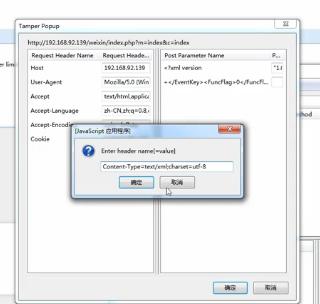 Tamper Popup
http://192.168.92.139/weixin/index.php?m=index&c=index
Request Header Name Request Heade... Post Parameter Name P...
Host 192.168.92.139 <?xml version "1.0
User-Agent Mozilla/5.0 (Win +</EventKey><FuncFlag>0</FuncFl...
Accept text/html,applica
Accept-Language zh-CN,zh;q=0.8,
Accept-Encodin
Cookie
[JavaScript 应用程序]
Enter header name[=value]
Content-Type=text/xml;charset=utf-8
确定 取消
确定 取消